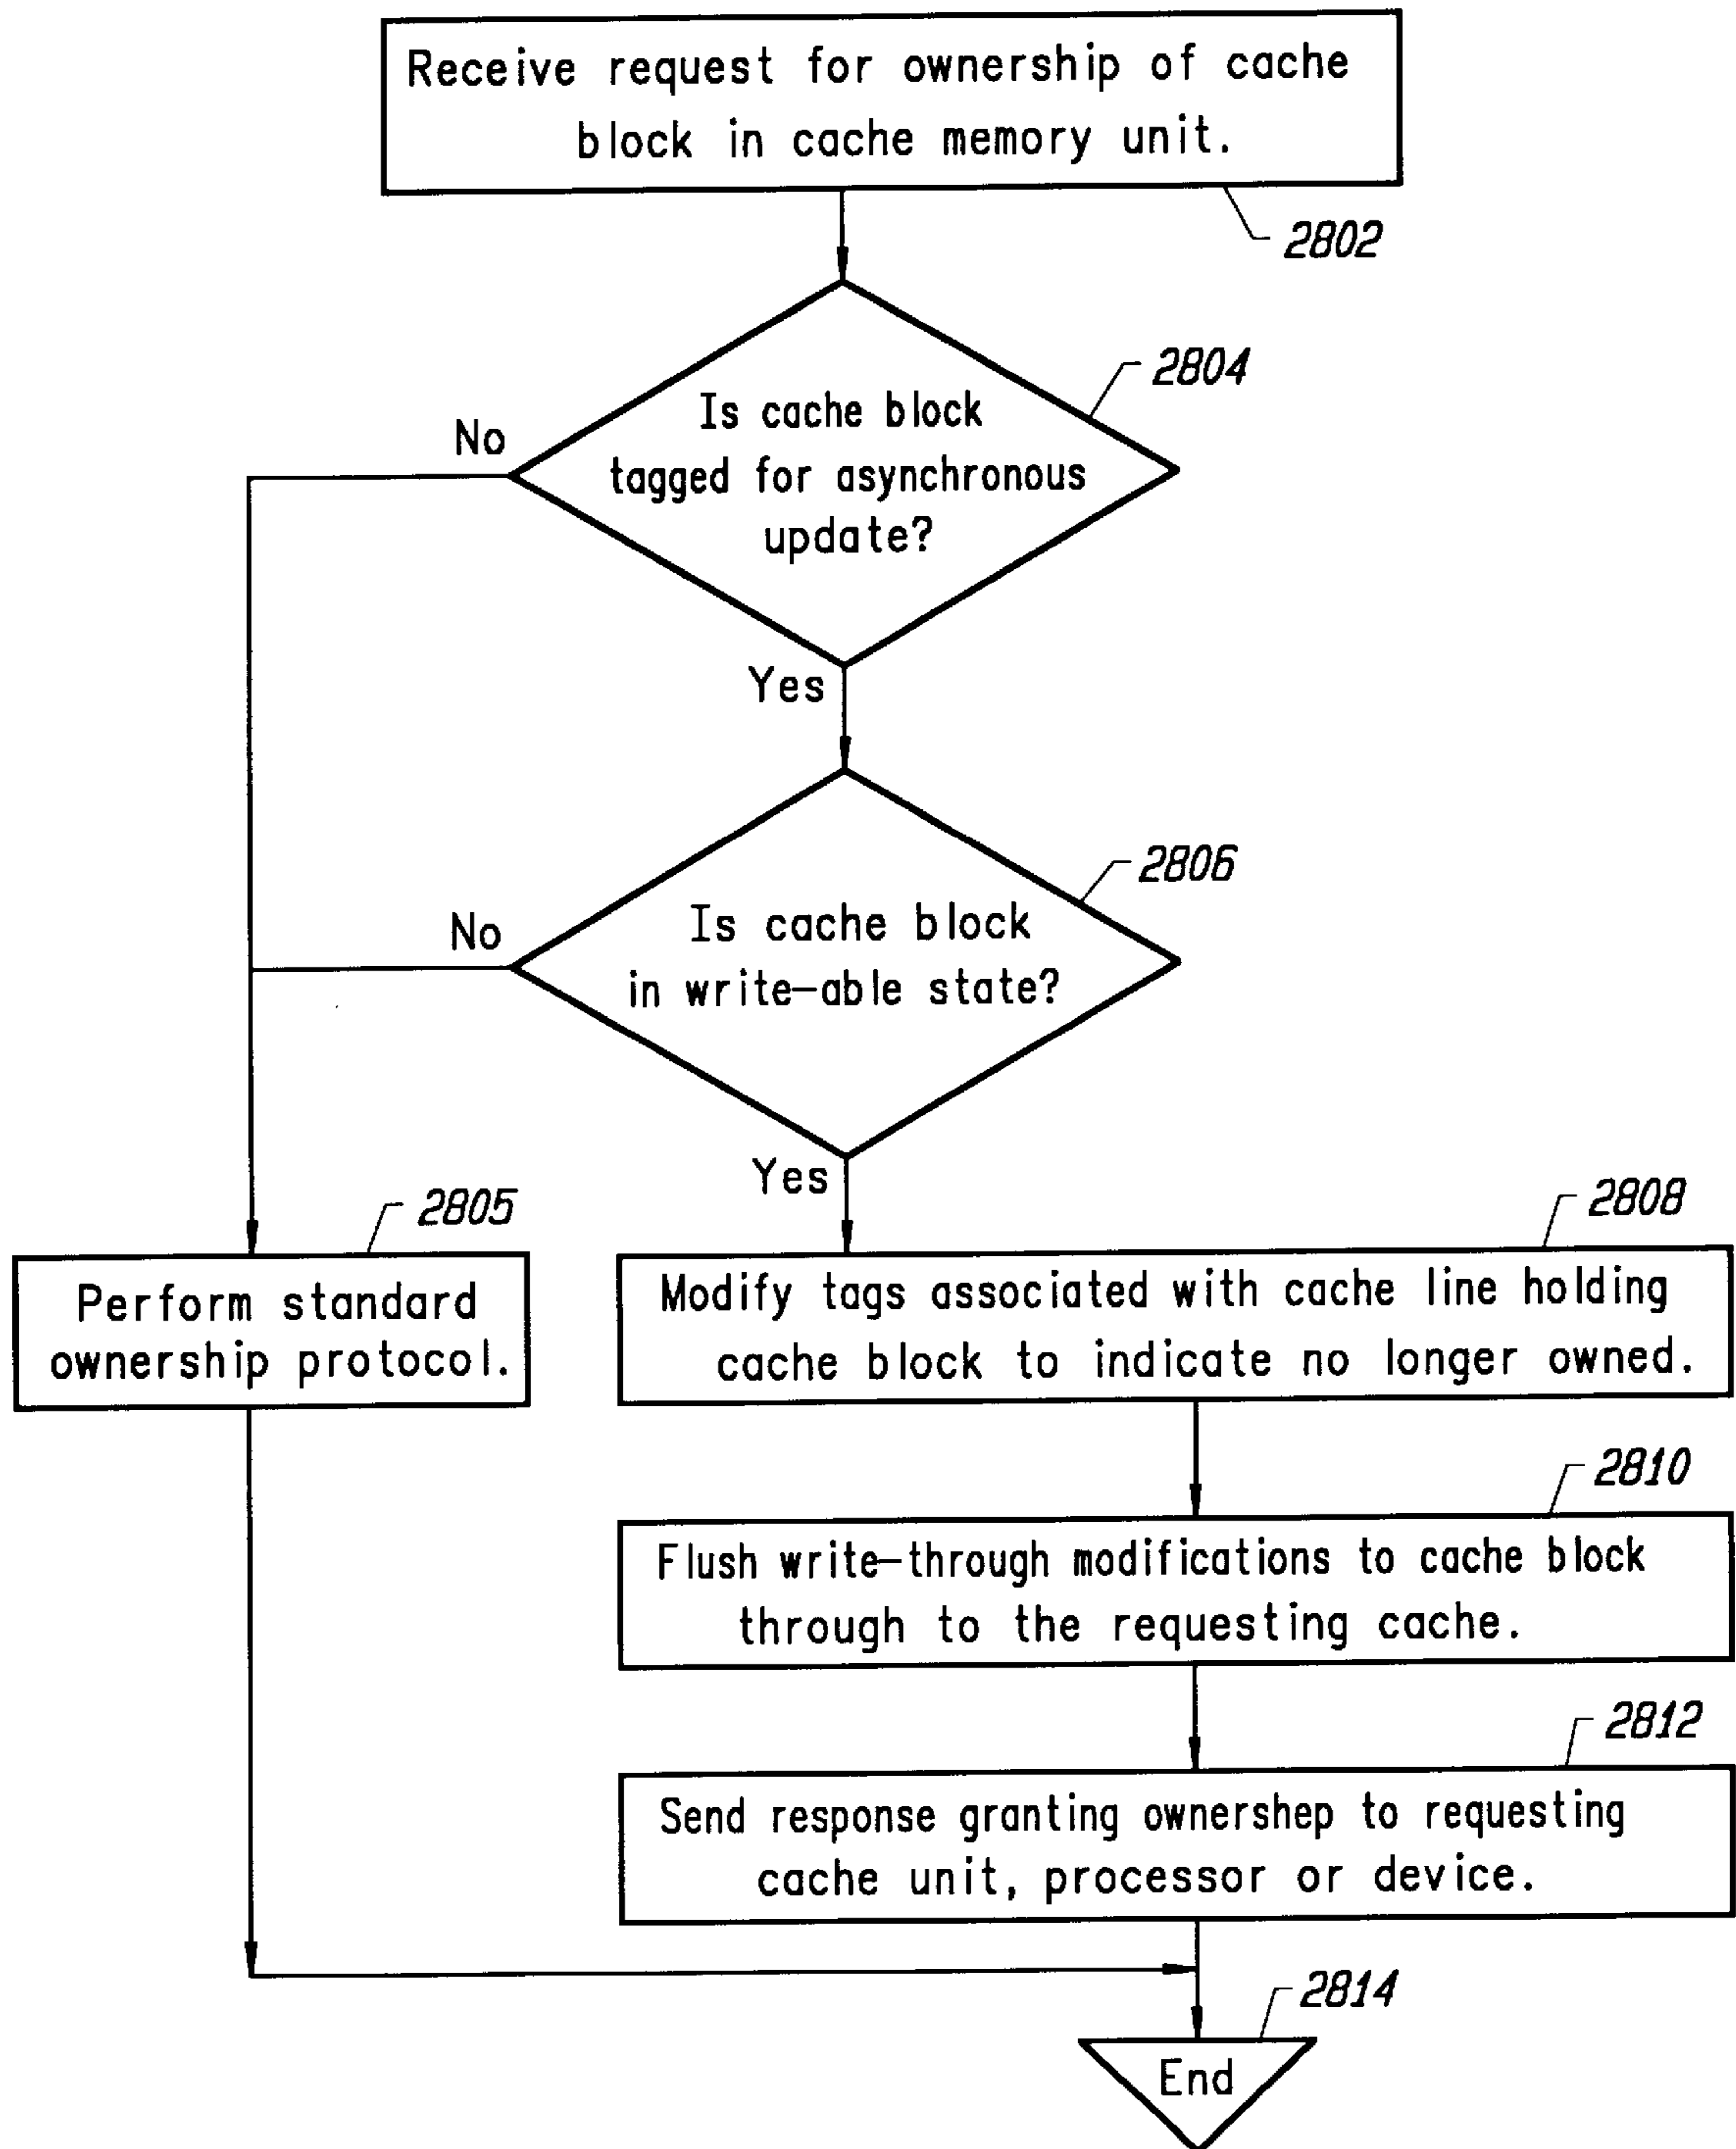 Receive request for ownership of cache
block in cache memory unit.
2802
2804
Is cache block
tagged for asynchronous
update?
No
Yes
2806
Is cache block
in write-able state?
No
Yes
2805
Perform standard
ownership protocol.
2808
Modify tags associated with cache line holding
cache block to indicate no longer owned.
2810
Flush write-through modifications to cache block
through to the requesting cache.
2812
Send response granting ownershep to requesting
cache unit, processor or device.
2814
End